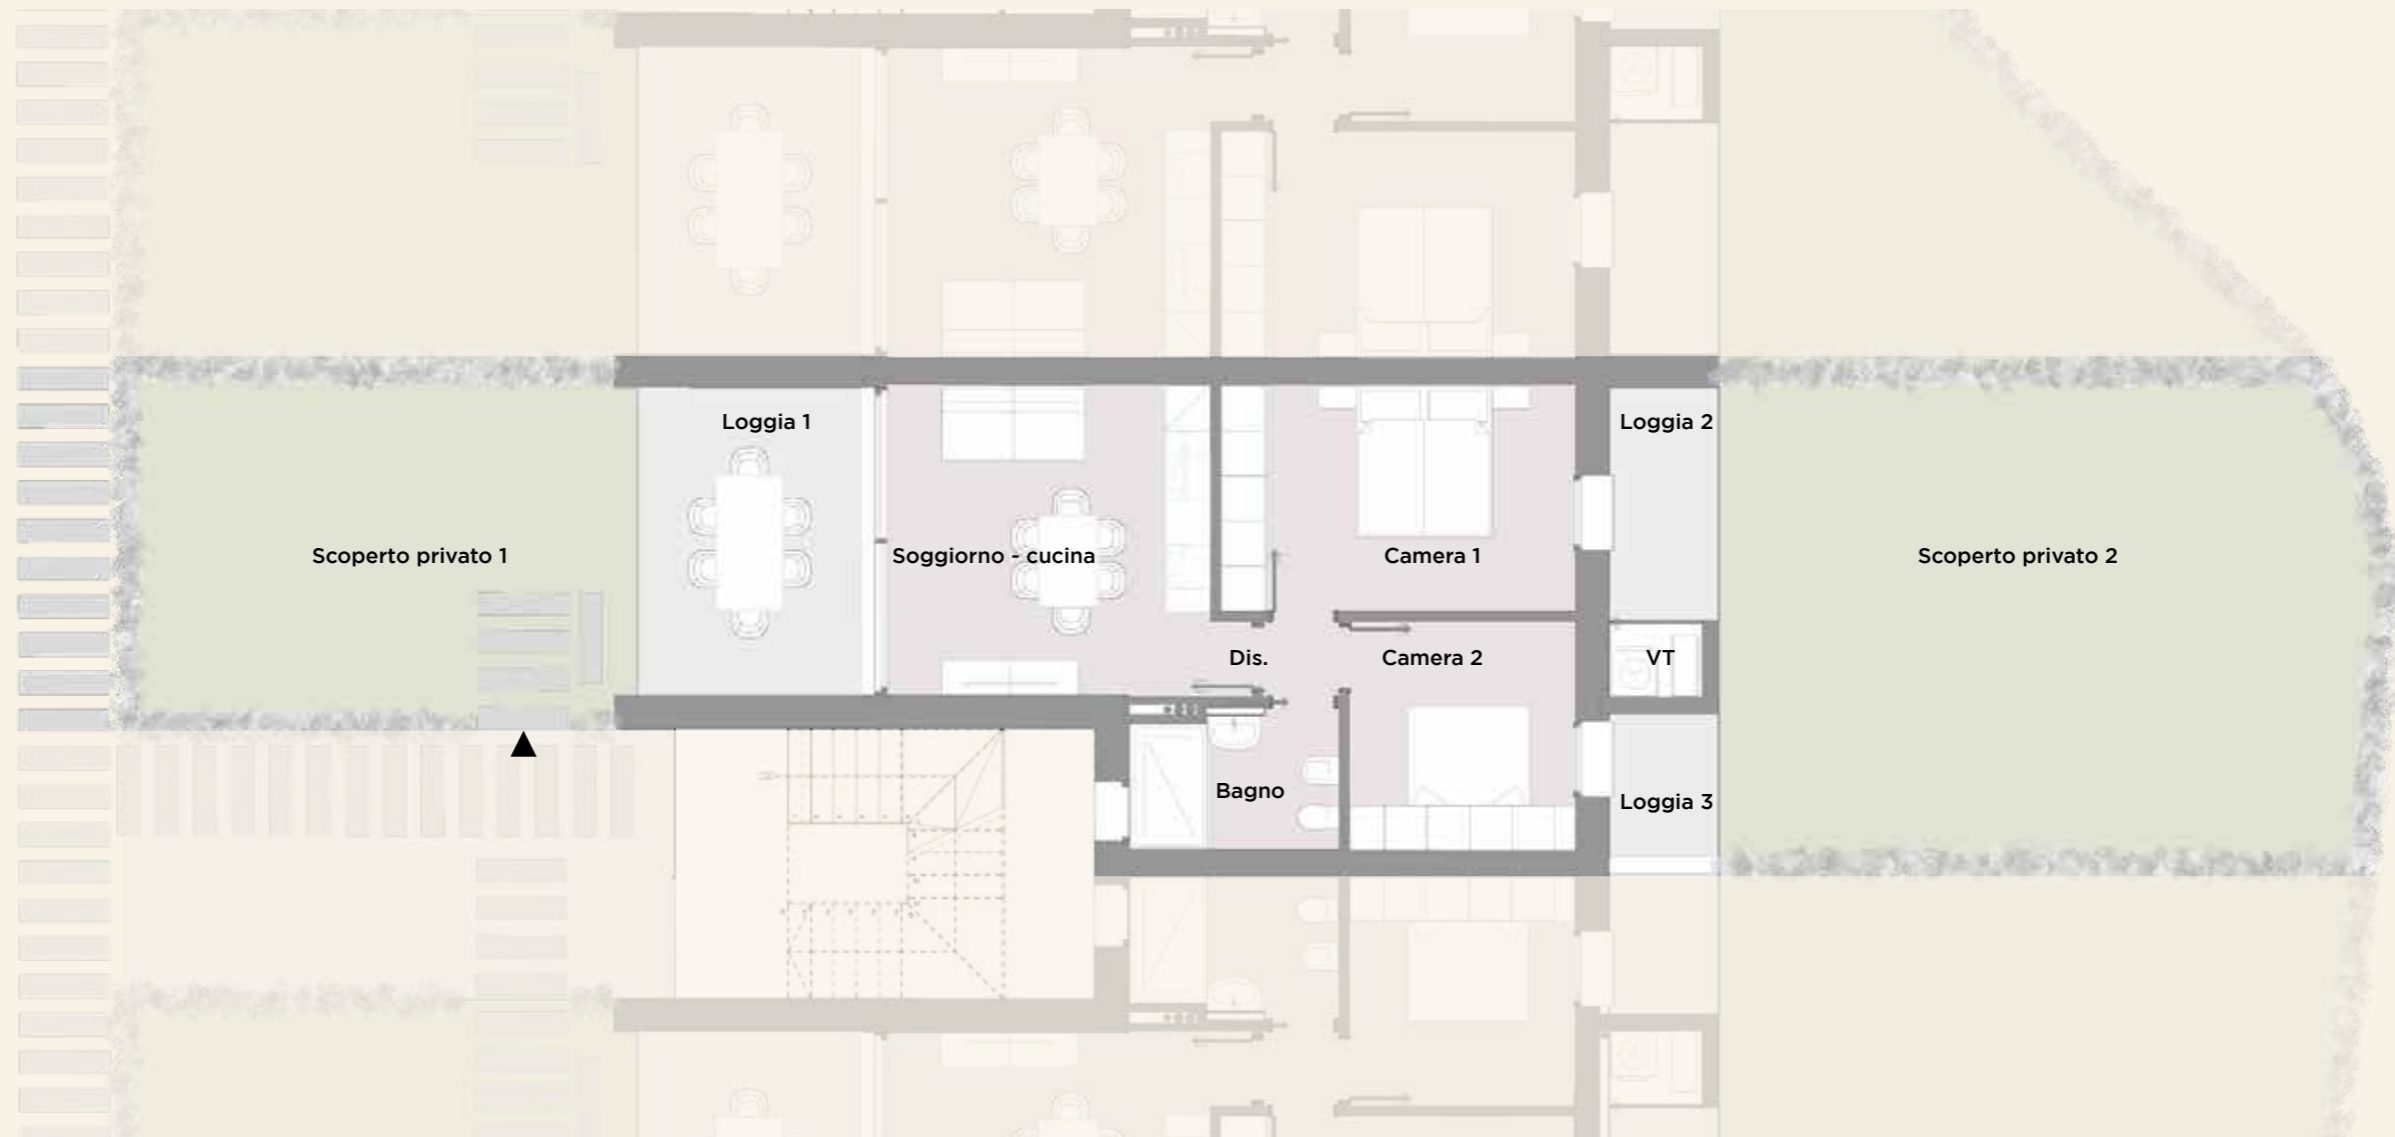 Loggia 1
Loggia 2
Scoperto privato 1
Soggiorno - cucina
Camera 1
Scoperto privato 2
Dis.
Camera 2
VT
Bagno
Loggia 3